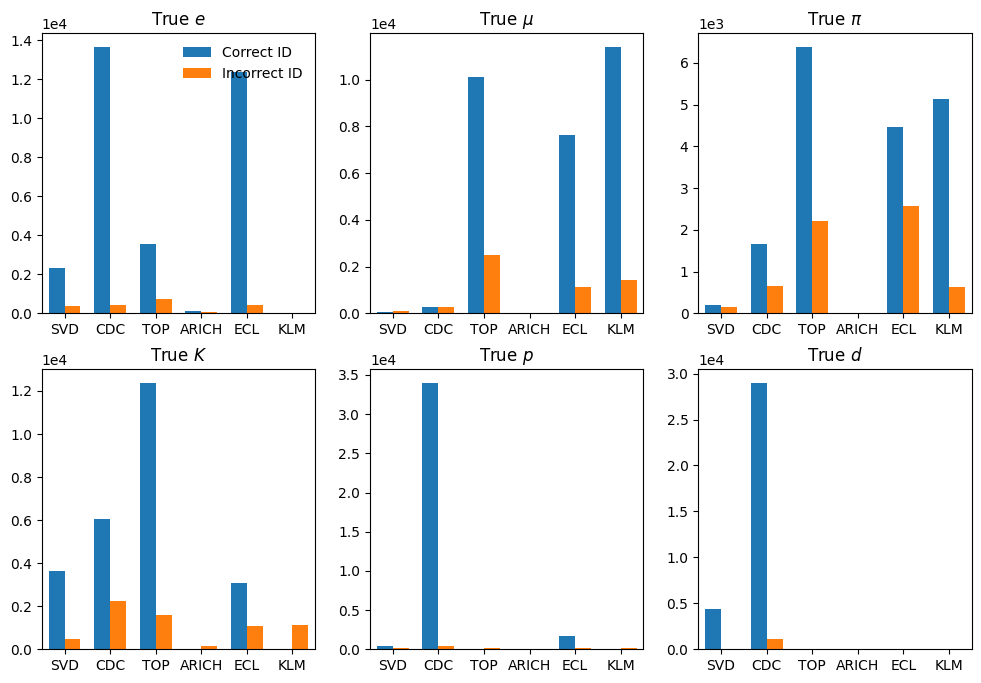 True e
1e4
Correct ID
Incorrect ID
1.4
1.2
1.0
0.8
0.6
0.4
0.2
0.0
SVD CDC TOP ARICH ECL KLM
True μ
1e4
1.0
0.8
0.6
0.4
0.2
0.0
SVD CDC TOP ARICH ECL KLM
True π
1e3
6
5
4
3
2
1
0
SVD CDC TOP ARICH ECL KLM
True K
1e4
1.2
1.0
0.8
0.6
0.4
0.2
0.0
SVD CDC TOP ARICH ECL KLM
True p
1e4
3.5
3.0
2.5
2.0
1.5
1.0
0.5
0.0
SVD CDC TOP ARICH ECL KLM
True d
1e4
3.0
2.5
2.0
1.5
1.0
0.5
0.0
SVD CDC TOP ARICH ECL KLM